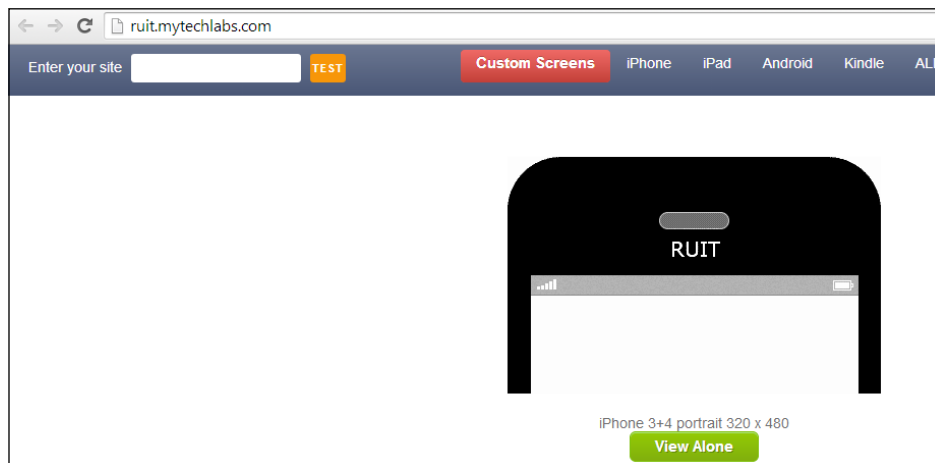 ruit.mytechlabs.com
Enter your site TEST Custom Screens iPhone iPad Android Kindle
RUIT
iPhone 3+4 portrait 320 x 480
View Alone